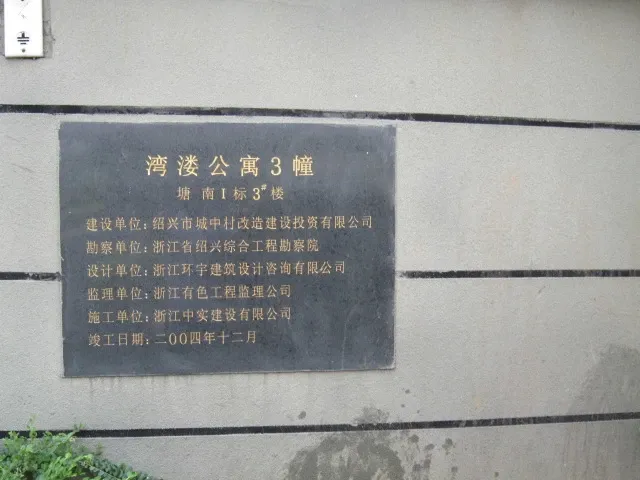 湾溇公寓3幢
塘 南I标3#楼
建设单位：绍兴市城中村改造建设投资有限公司
勘察单位：浙江省绍兴综合工程勘察院
设计单位：浙江环宇建筑设计咨询有限公司
监理单位：浙江有色工程监理公司
施工单位：浙江中安建设有限公司
竣工日期：二〇〇四年十二月